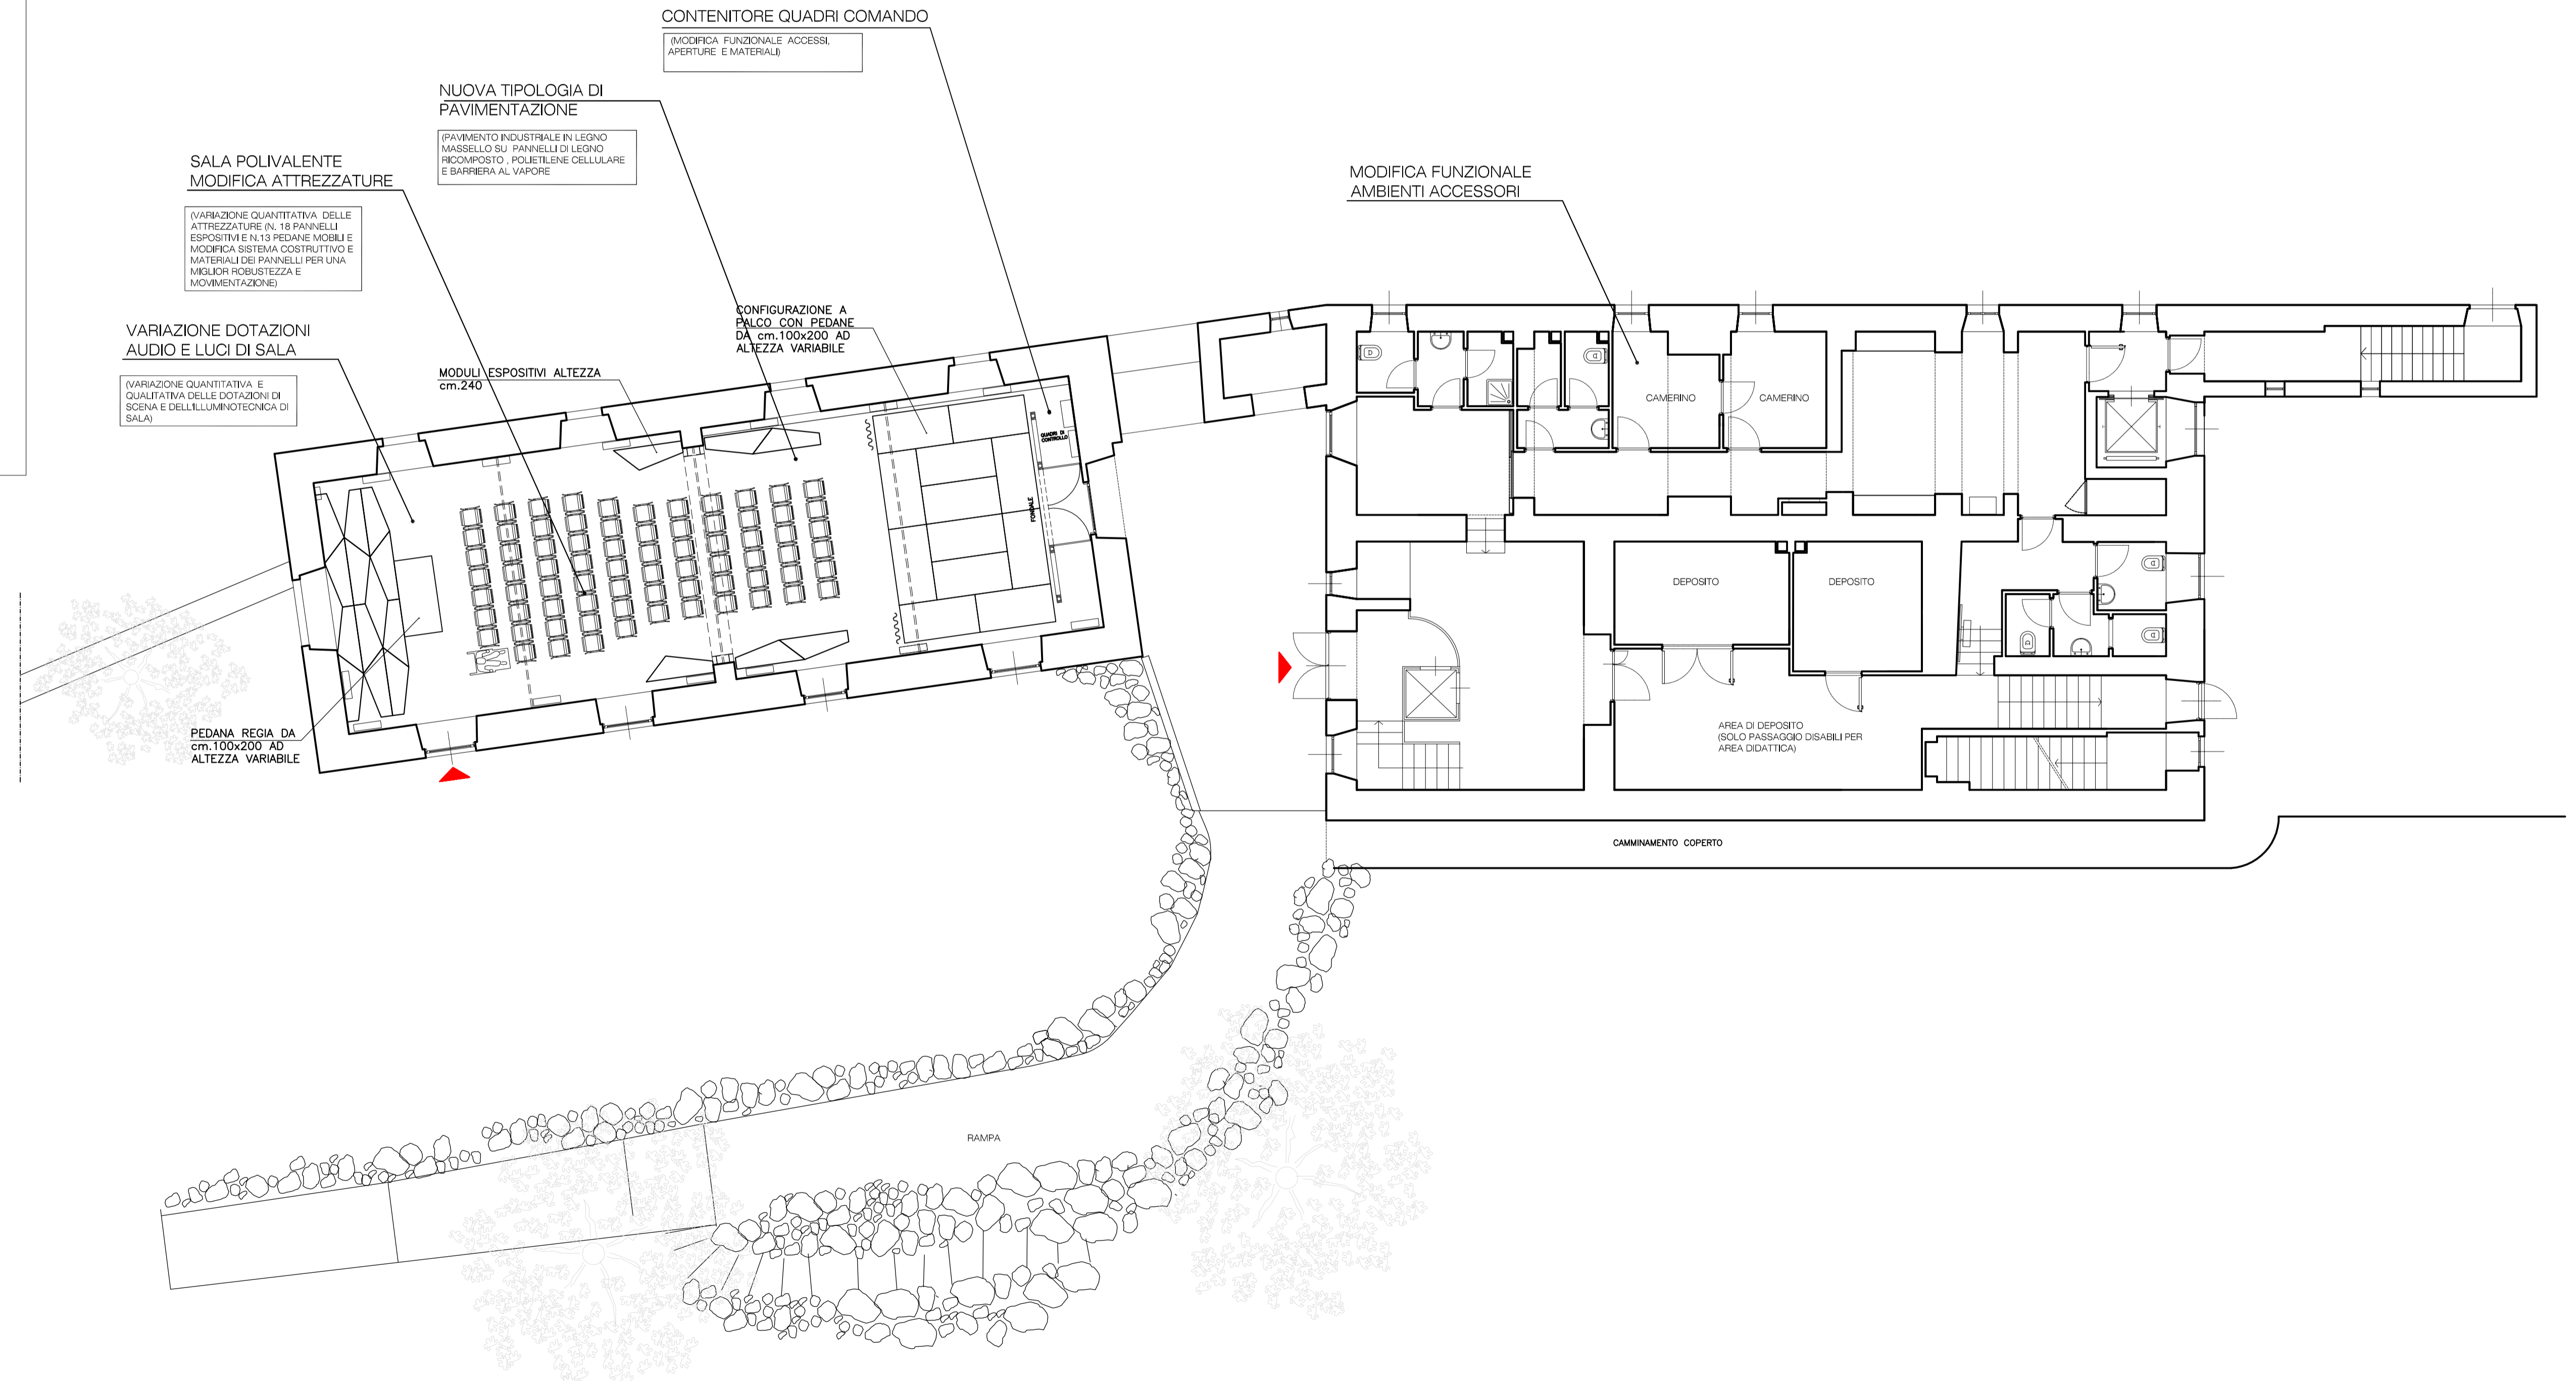 CONTENITORE QUADRI COMANDO
(MODIFICA FUNZIONALE ACCESSI,
APERTURE E MATERIALI)
NUOVA TIPOLOGIA DI
PAVIMENTAZIONE
(PAVIMENTO INDUSTRIALE IN LEGNO
MASSELLO SU PANNELLI DI LEGNO
RICOMPOSTO , POLIETILENE CELLULARE
E BARRIERA AL VAPORE
SALA POLIVALENTE
MODIFICA ATTREZZATURE
(VARIAZIONE QUANTITATIVA DELLE
ATTREZZATURE (N. 18 PANNELLI
ESPOSITIVI E N.13 PEDANE MOBILI E
MODIFICA SISTEMA COSTRUTTIVO E
MATERIALI DEI PANNELLI PER UNA
MIGLIOR ROBUSTEZZA E
MOVIMENTAZIONE)
VARIAZIONE DOTAZIONI
AUDIO E LUCI DI SALA
(VARIAZIONE QUANTITATIVA E
QUALITATIVA DELLE DOTAZIONI DI
SCENA E DELL'ILLUMINOTECNICA DI
SALA)
CONFIGURAZIONE A
PALCO CON PEDANE
DA cm.100x200 AD
ALTEZZA VARIABILE
MODULI ESPOSITIVI ALTEZZA
cm.240
QUADRI DI
CONTROLLO
FONDALE
PEDANA REGIA DA
cm.100x200 AD
ALTEZZA VARIABILE
MODIFICA FUNZIONALE
AMBIENTI ACCESSORI
CAMERINO
CAMERINO
DEPOSITO
DEPOSITO
AREA DI DEPOSITO
(SOLO PASSAGGIO DISABILI PER
AREA DIDATTICA)
CAMMINAMENTO COPERTO
RAMPA